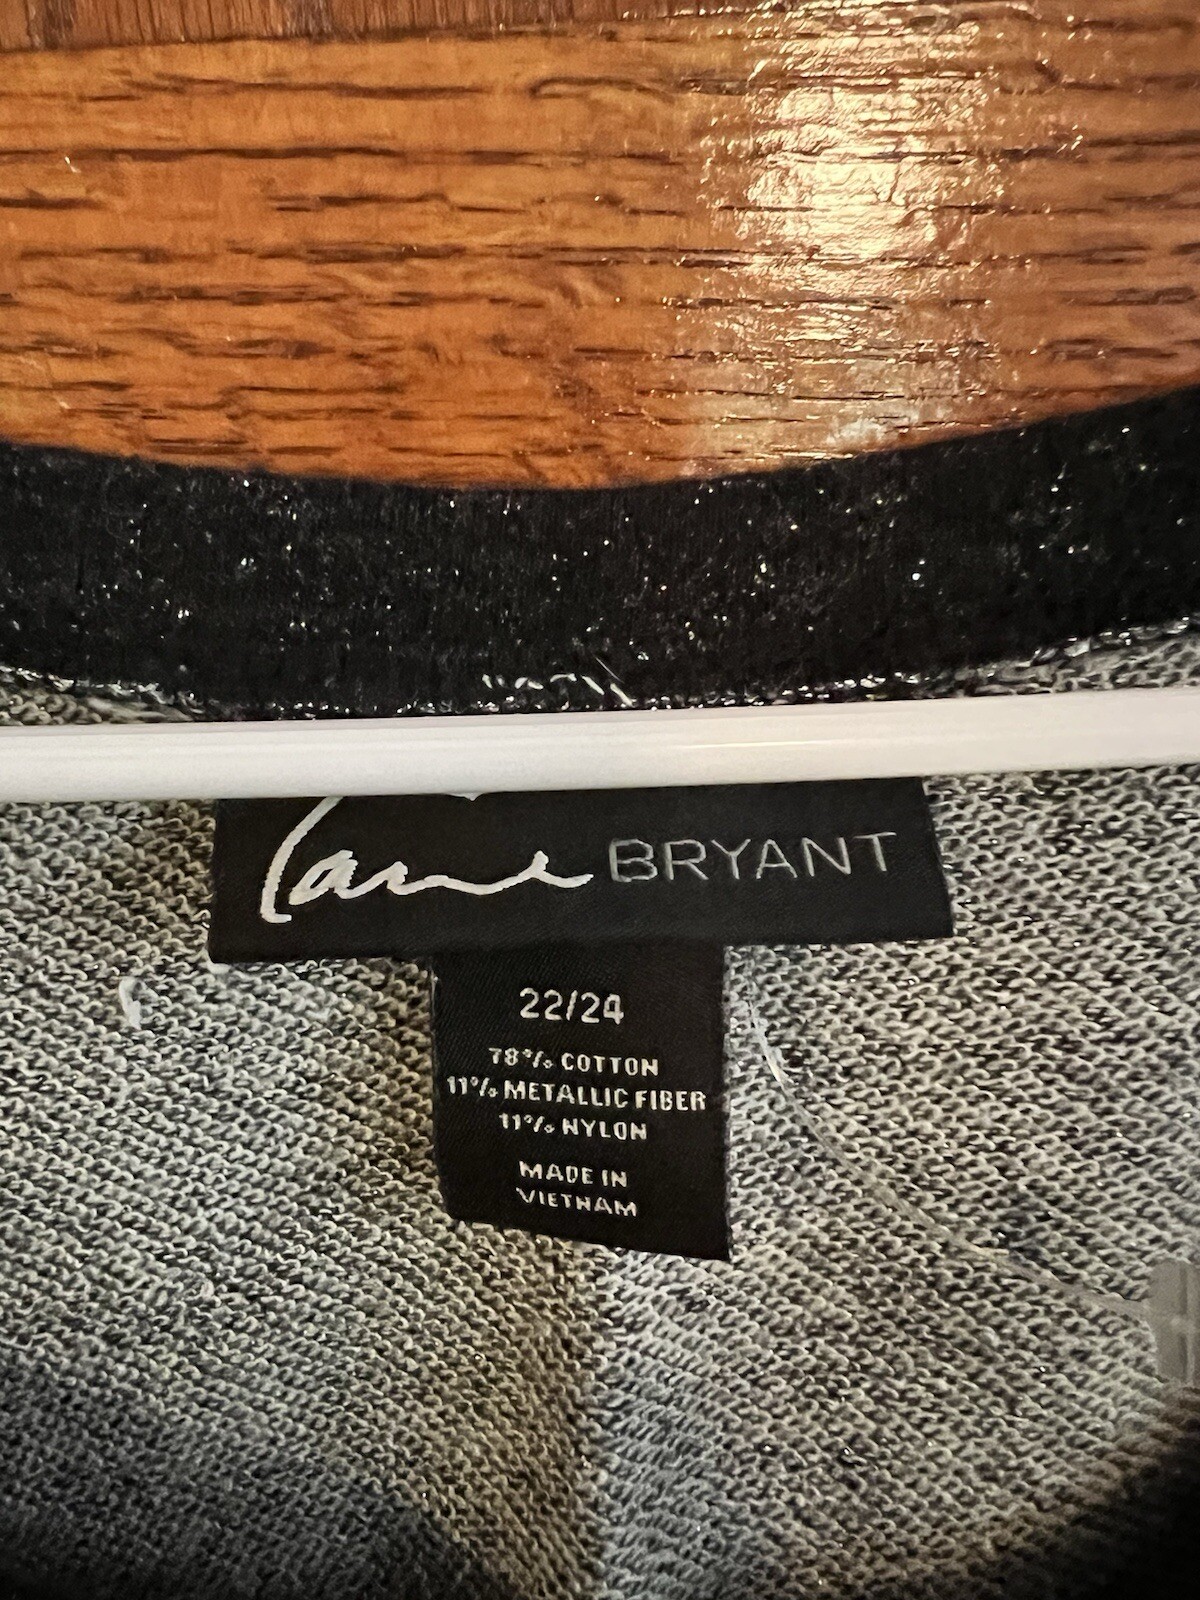 Lane BRYANT
22/24
78% COTTON
11% METALLIC FIBER
11% NYLON
MADE IN
VIETNAM